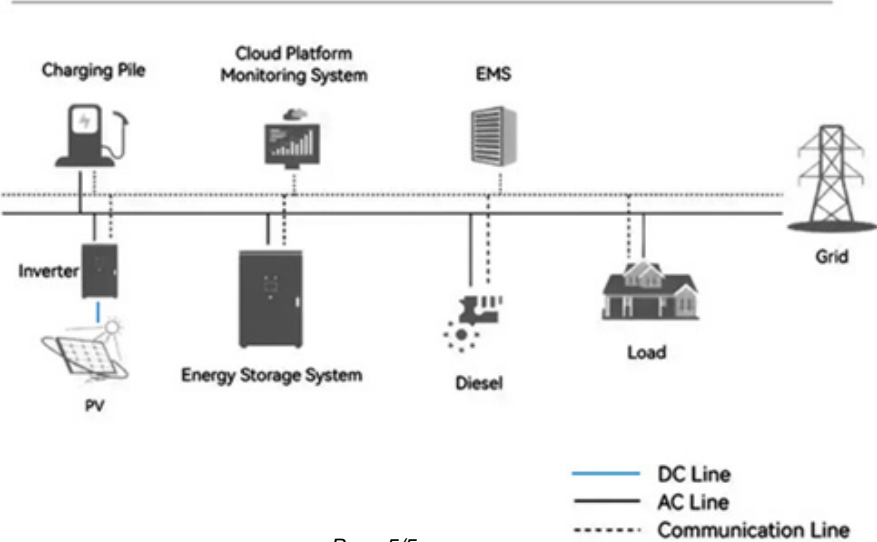 Charging Pile
Cloud Platform
Monitoring System
EMS
Grid
Inverter
PV
Energy Storage System
Diesel
Load
DC Line
AC Line
Communication Line